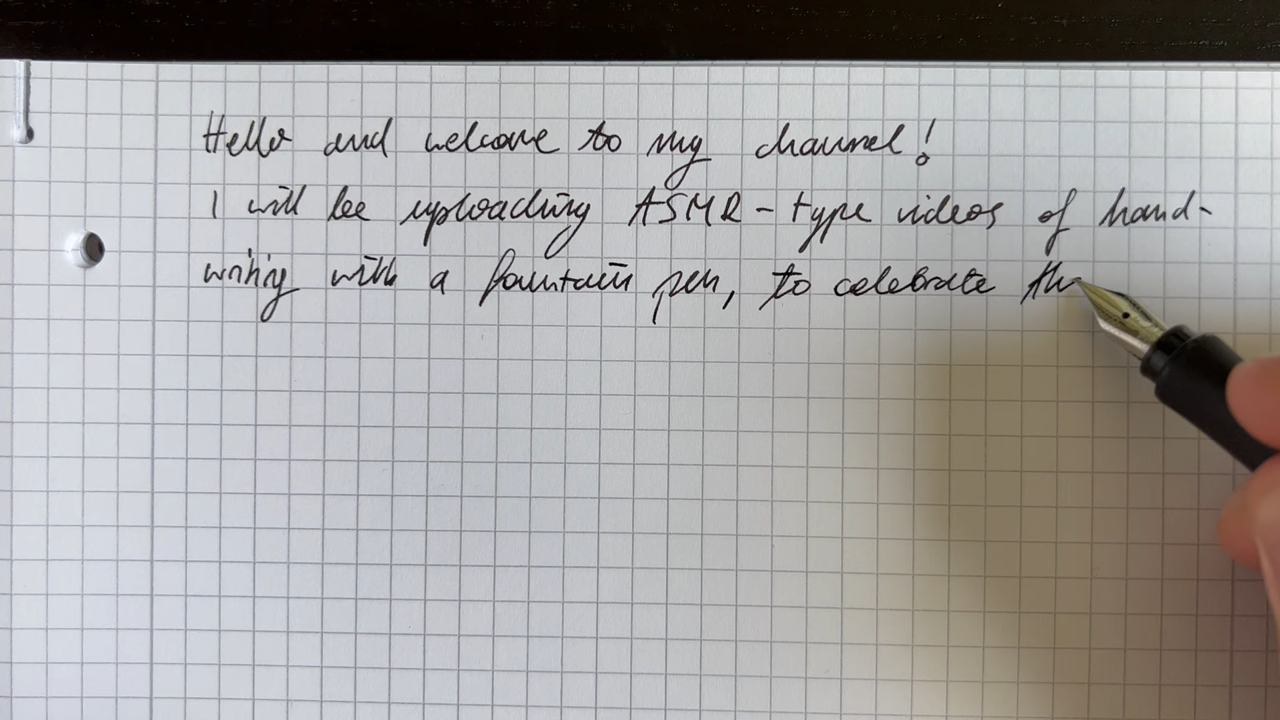 Hello and welcome to my channel!
I will be uploading ASMR-type videos of hand-
writing with a fountain pen, to celebrate the